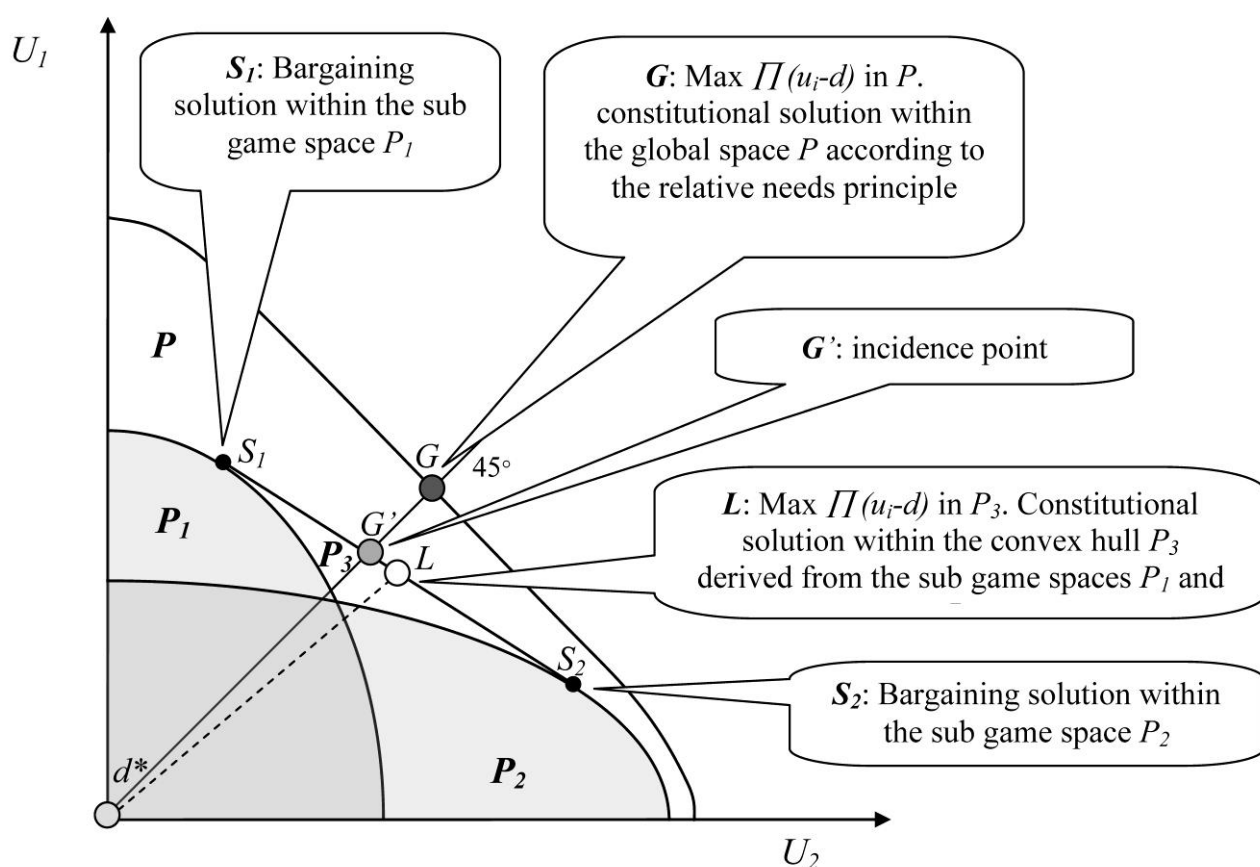 U₁
S₁: Bargaining
solution within the sub
game space P₁
G: Max ∏(uᵢ-d) in P.
constitutional solution within
the global space P according to
the relative needs principle
P
G’: incidence point
S₁
G
45°
P₁
G’
P₃
L
L: Max ∏(uᵢ-d) in P₃. Constitutional
solution within the convex hull P₃
derived from the sub game spaces P₁ and
S₂
S₂: Bargaining solution within
the sub game space P₂
d*
P₂
U₂